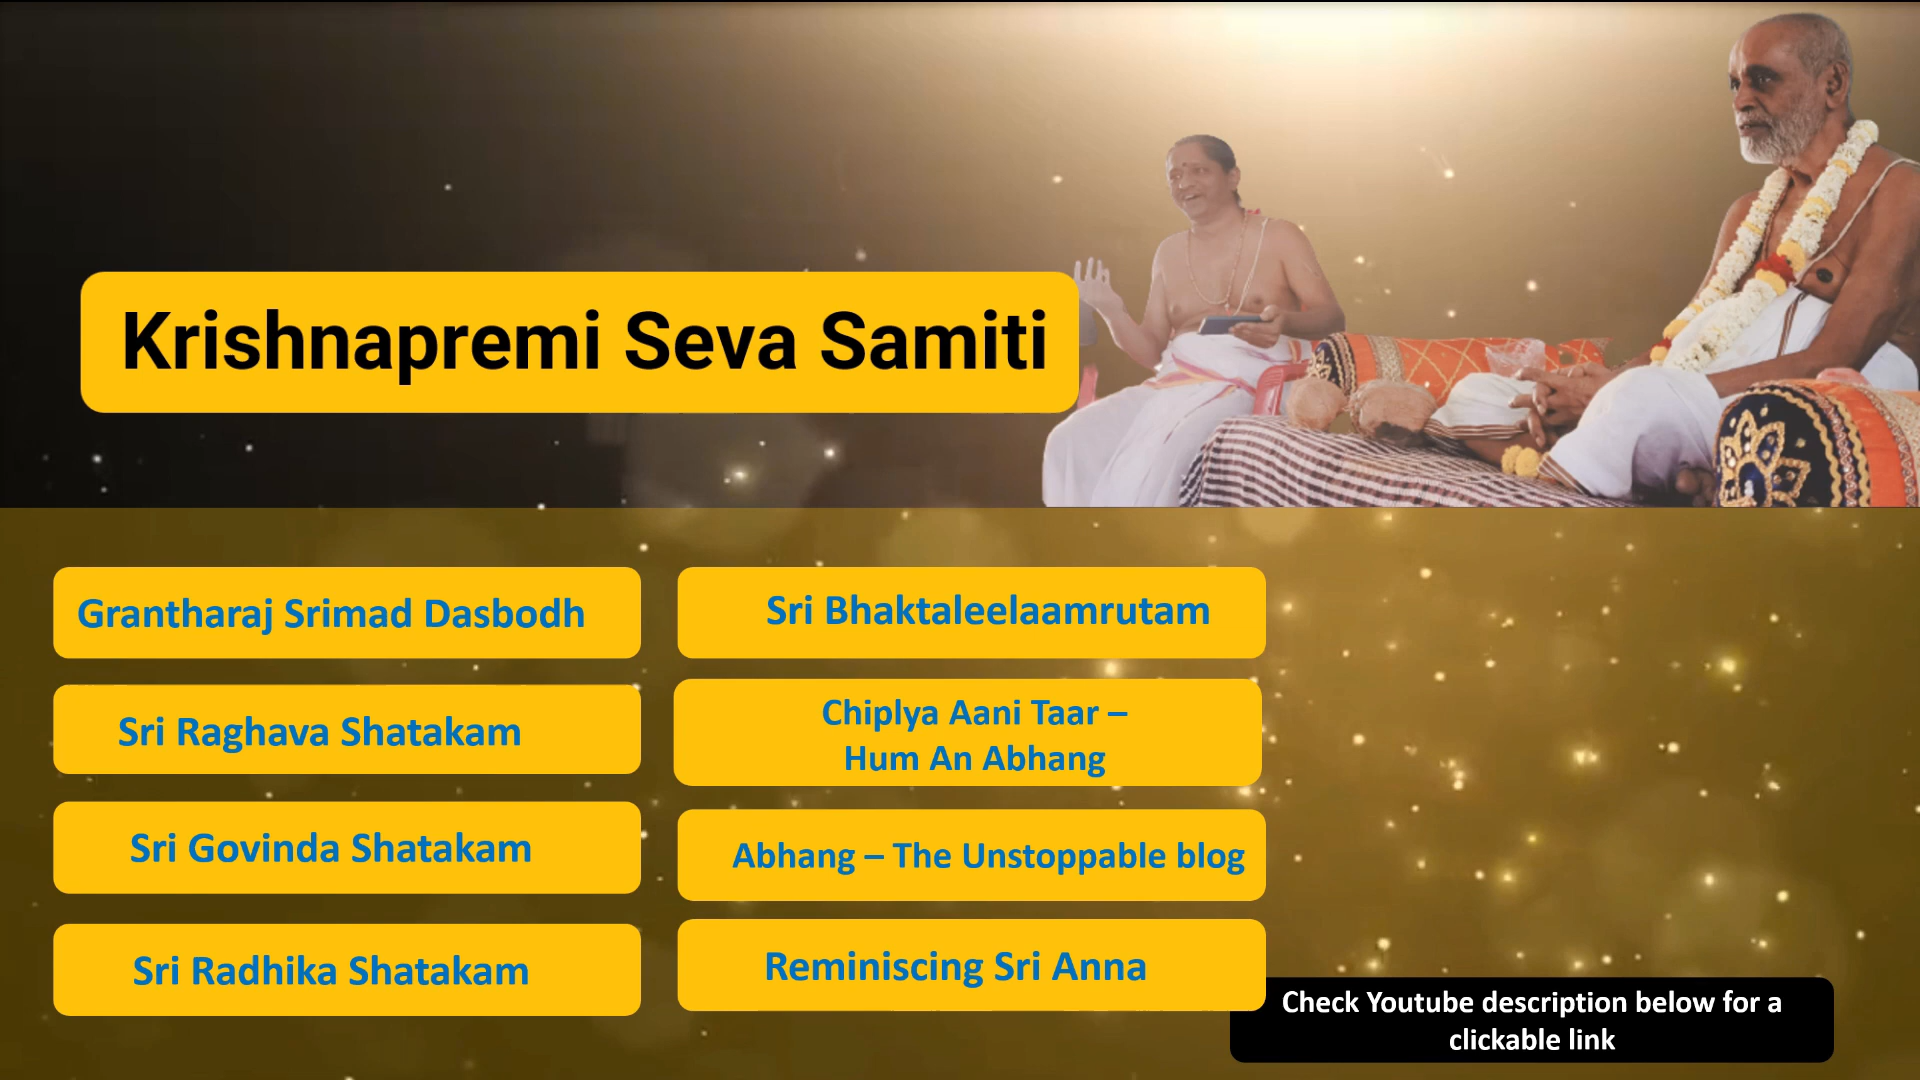 Krishnapremi Seva Samiti
Grantharaj Srimad Dasbodh
Sri Raghava Shatakam
Sri Govinda Shatakam
Sri Radhika Shatakam
Sri Bhaktaleelaamrutam
Chiplya Aani Taar –
Hum An Abhang
Abhang – The Unstoppable blog
Reminiscing Sri Anna
Check Youtube description below for a
clickable link